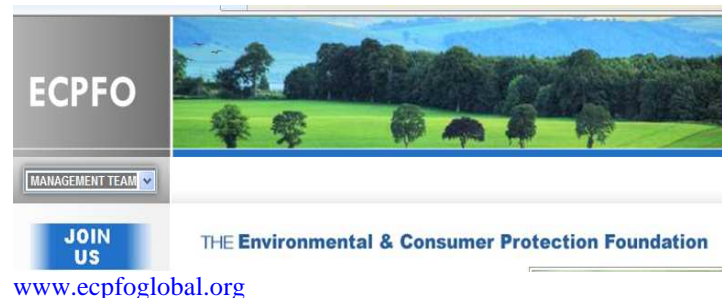 ECPFO
MANAGEMENT TEAM
JOIN
US
THE Environmental & Consumer Protection Foundation
www.ecpfoglobal.org